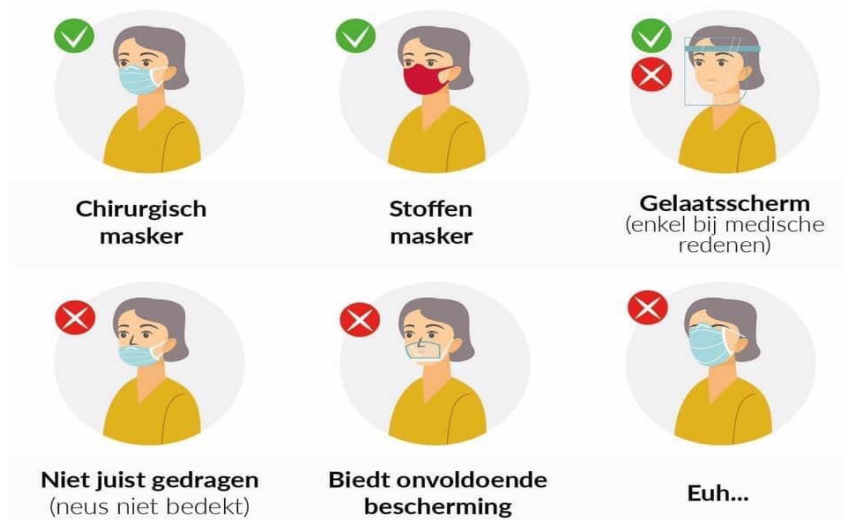 Chirurgisch
masker
Stoffen
masker
Gelaatsscherm
(enkel bij medische
redenen)
Niet juist gedragen
(neus niet bedekt)
Biedt onvoldoende
bescherming
Euh...